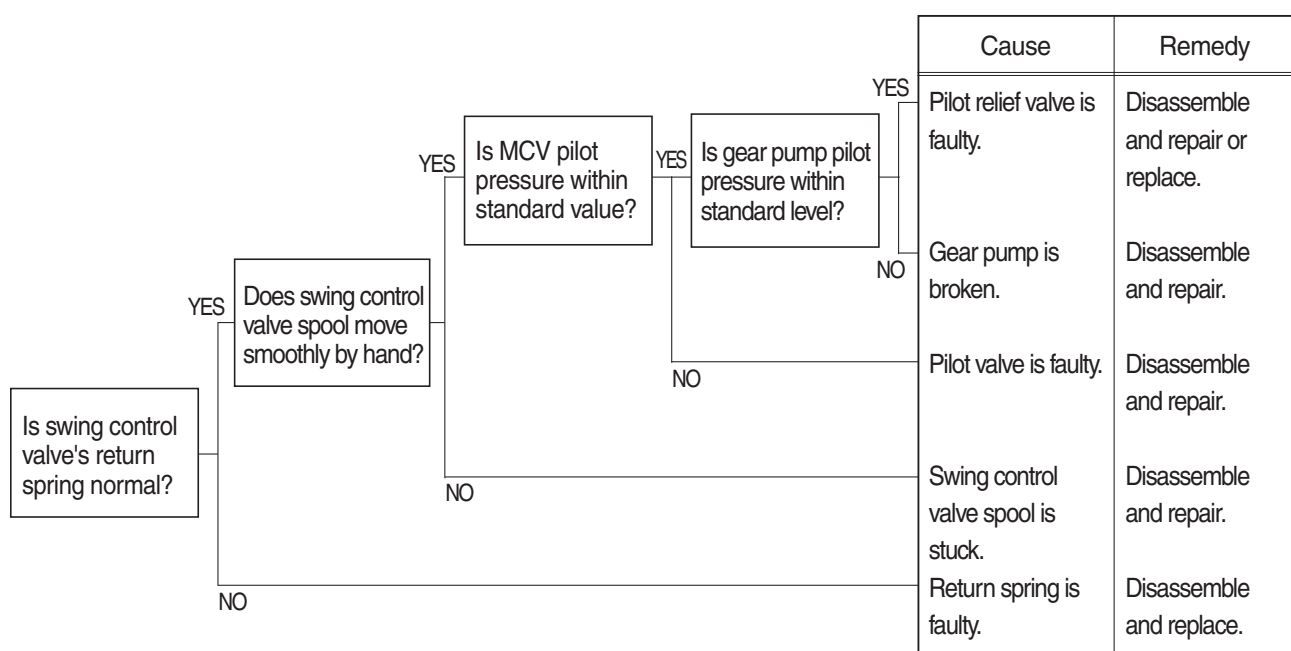 Cause
Remedy
YES
Pilot relief valve is
faulty.
Disassemble
and repair or
replace.
YES
Is MCV pilot
pressure within
standard value?
YES
Is gear pump pilot
pressure within
standard level?
NO
Gear pump is
broken.
Disassemble
and repair.
YES
Does swing control
valve spool move
smoothly by hand?
NO
Pilot valve is faulty.
Disassemble
and repair.
Is swing control
valve's return
spring normal?
NO
Swing control
valve spool is
stuck.
Disassemble
and repair.
NO
Return spring is
faulty.
Disassemble
and replace.